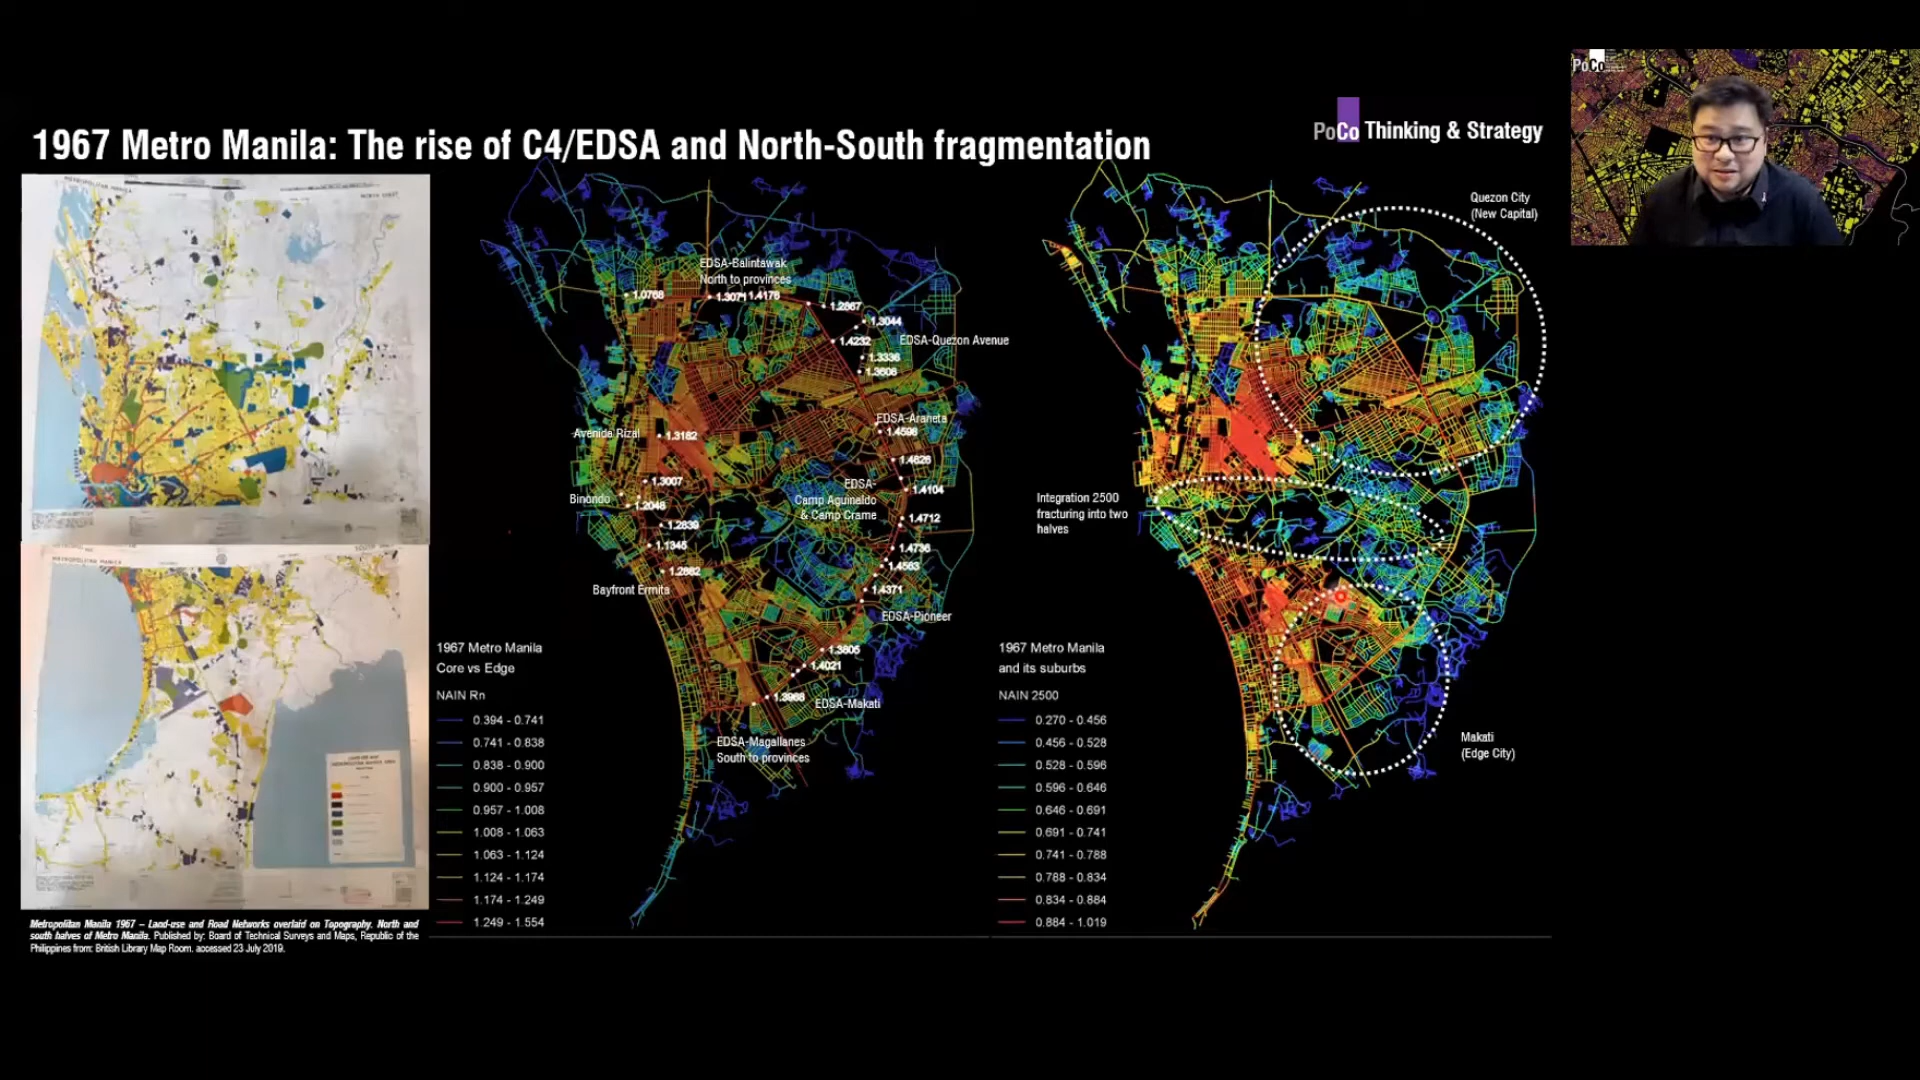 1967 Metro Manila: The rise of C4/EDSA and North-South fragmentation
PoCo Thinking & Strategy
PoCo
METROPOLITAN MANILA
NORTH SHEET
METROPOLITAN MANILA
Metropolitan Manila 1967 – Land-use and Road Networks overlaid on Topography. North and
south halves of Metro Manila. Published by: Board of Technical Surveys and Maps, Republic of the
Philippines from: British Library Map Room. accessed 23 July 2019.
EDSA-Balintawak
North to provinces
1.0768
1.3071
1.4176
1.2867
1.3044
EDSA-Quezon Avenue
1.4232
1.3336
1.3606
EDSA-Araneta
1.4598
Avenida Rizal
1.3182
1.4626
1.3007
EDSA-
Camp Aguinaldo
& Camp Crame
1.4104
Binondo
1.2048
1.4712
1.2839
1.1345
1.4736
1.4563
1.2862
1.4371
Bayfront Ermita
EDSA-Pioneer
1.3805
1.4021
1.3968
EDSA-Makati
EDSA-Magallanes
South to provinces
1967 Metro Manila
Core vs Edge
NAIN Rn
0.394 - 0.741
0.741 - 0.838
0.838 - 0.900
0.900 - 0.957
0.957 - 1.008
1.008 - 1.063
1.063 - 1.124
1.124 - 1.174
1.174 - 1.249
1.249 - 1.554
Quezon City
(New Capital)
Integration 2500
fracturing into two
halves
Makati
(Edge City)
1967 Metro Manila
and its suburbs
NAIN 2500
0.270 - 0.456
0.456 - 0.528
0.528 - 0.596
0.596 - 0.646
0.646 - 0.691
0.691 - 0.741
0.741 - 0.788
0.788 - 0.834
0.834 - 0.884
0.884 - 1.019